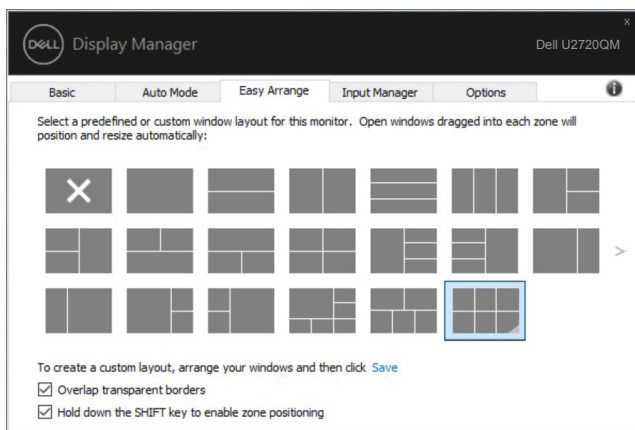 DELL Display Manager
x
Dell U2720QM
Basic Auto Mode Easy Arrange Input Manager Options i
Select a predefined or custom window layout for this monitor. Open windows dragged into each zone will
position and resize automatically:
>
To create a custom layout, arrange your windows and then click Save
Overlap transparent borders
Hold down the SHIFT key to enable zone positioning